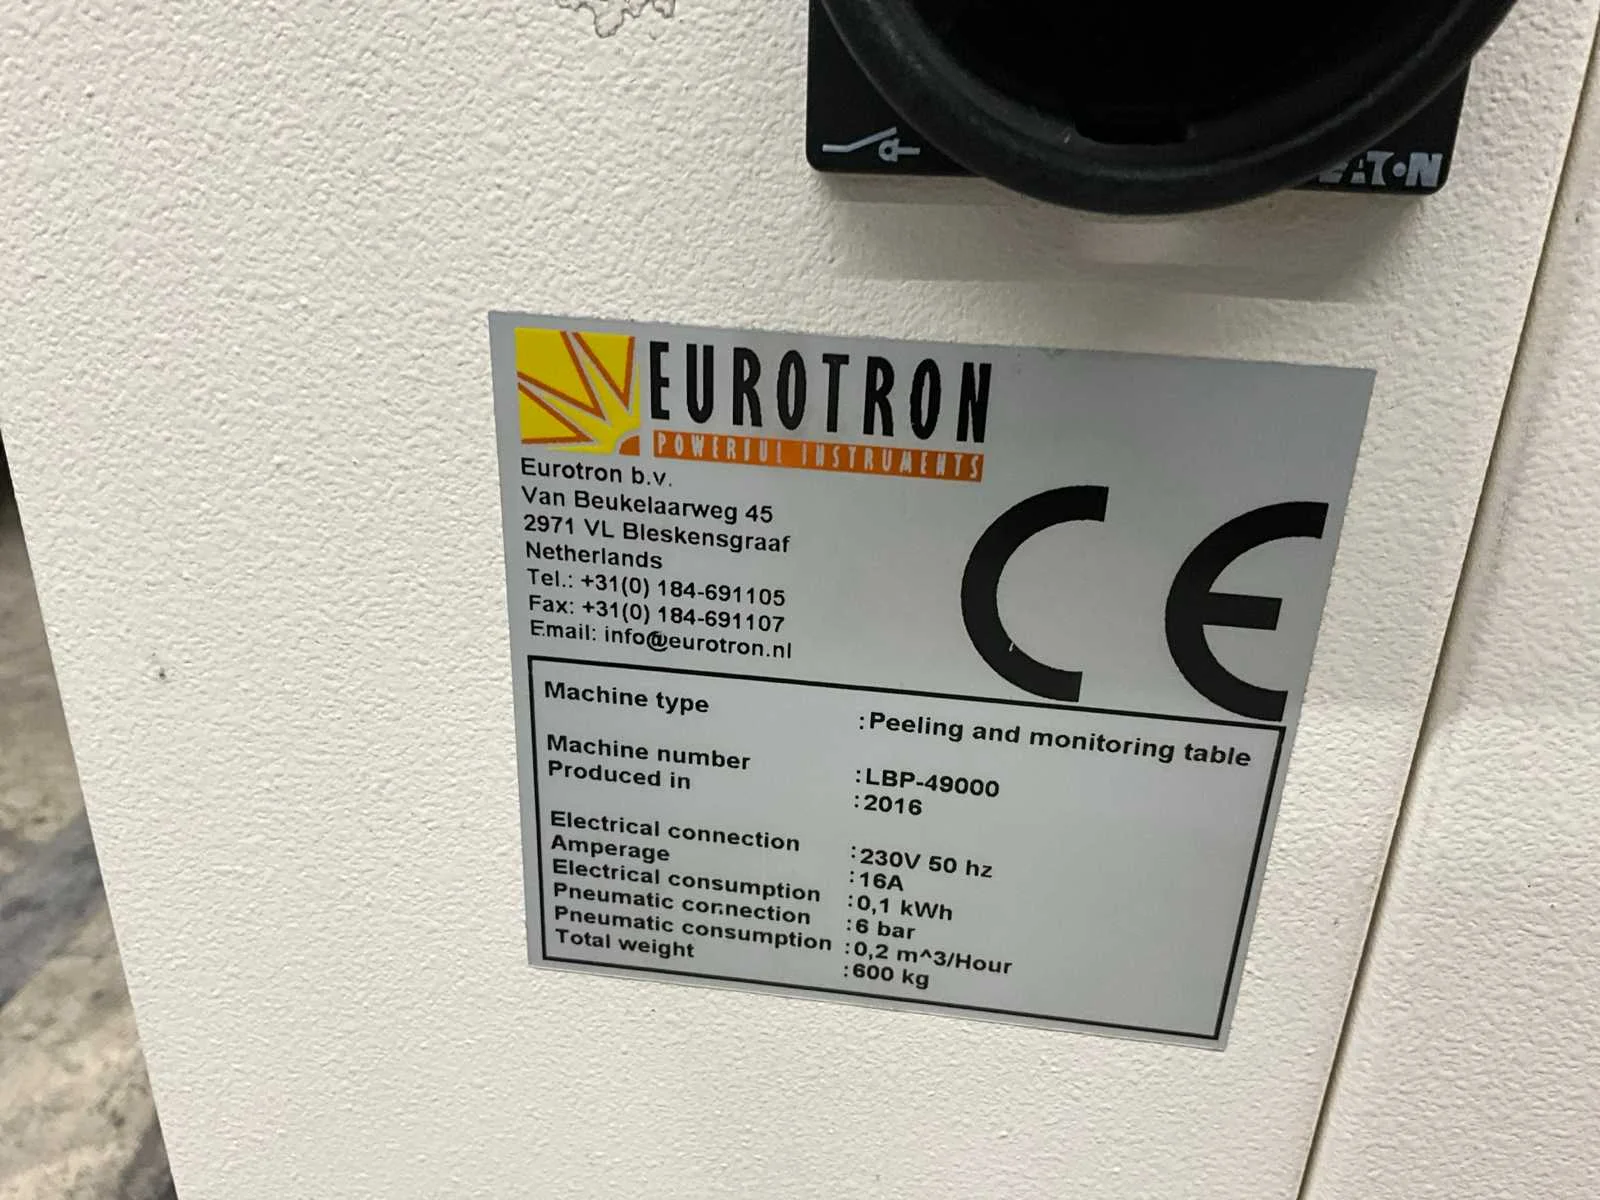 EATON
EUROTRON
POWERFUL INSTRUMENTS
Eurotron b.v.
Van Beukelaarweg 45
2971 VL Bleskensgraaf
Netherlands
Tel.: +31(0) 184-691105
Fax: +31(0) 184-691107
Email: info@eurotron.nl
CE
Machine type :Peeling and monitoring table
Machine number :LBP-49000
Produced in :2016
Electrical connection :230V 50 hz
Amperage :16A
Electrical consumption :0,1 kWh
Pneumatic connection :6 bar
Pneumatic consumption :0,2 m^3/Hour
Total weight :600 kg